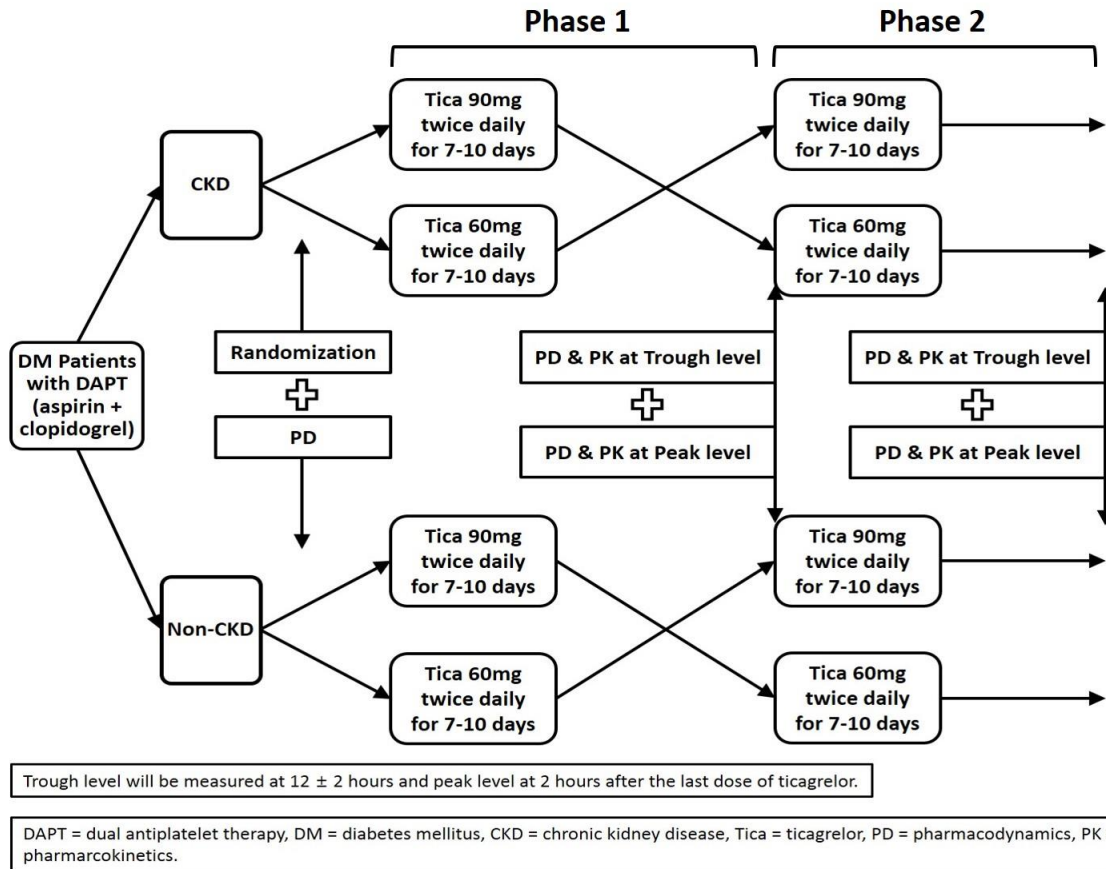 Phase 1
Phase 2
Tica 90mg
twice daily
for 7-10 days
Tica 90mg
twice daily
for 7-10 days
CKD
Tica 60mg
twice daily
for 7-10 days
Tica 60mg
twice daily
for 7-10 days
DM Patients
with DAPT
(aspirin +
clopidogrel)
Randomization
PD
PD & PK at Trough level
PD & PK at Peak level
PD & PK at Trough level
PD & PK at Peak level
Tica 90mg
twice daily
for 7-10 days
Tica 90mg
twice daily
for 7-10 days
Non-CKD
Tica 60mg
twice daily
for 7-10 days
Tica 60mg
twice daily
for 7-10 days
Trough level will be measured at 12 ± 2 hours and peak level at 2 hours after the last dose of ticagrelor.
DAPT = dual antiplatelet therapy, DM = diabetes mellitus, CKD = chronic kidney disease, Tica = ticagrelor, PD = pharmacodynamics, PK
pharmarcokinetics.